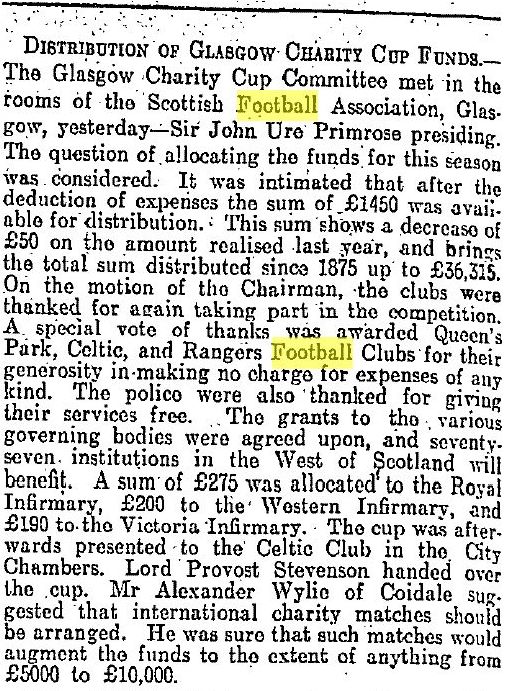 DISTRIBUTION OF GLASGOW CHARITY CUP FUNDS.—
The Glasgow Charity Cup Committee met in the
rooms of the Scottish Football Association, Glas-
gow, yesterday—Sir John Ure Primrose presiding.
The question of allocating the funds for this season
was considered. It was intimated that after the
deduction of expenses the sum of £1450 was avail-
able for distribution. This sum shows a decrease of
£50 on the amount realised last year, and brings
the total sum distributed since 1875 up to £36,315.
On the motion of the Chairman, the clubs were
thanked for again taking part in the competition.
A special vote of thanks was awarded Queen's
Park, Celtic, and Rangers Football Clubs for their
generosity in making no charge for expenses of any
kind. The police were also thanked for giving
their services free. The grants to the various
governing bodies were agreed upon, and seventy-
seven institutions in the West of Scotland will
benefit. A sum of £275 was allocated to the Royal
Infirmary, £200 to the Western Infirmary, and
£190 to the Victoria Infirmary. The cup was after-
wards presented to the Celtic Club in the City
Chambers. Lord Provost Stevenson handed over
the cup. Mr Alexander Wylie of Coidale sug-
gested that international charity matches should
be arranged. He was sure that such matches would
augment the funds to the extent of anything from
£5000 to £10,000.